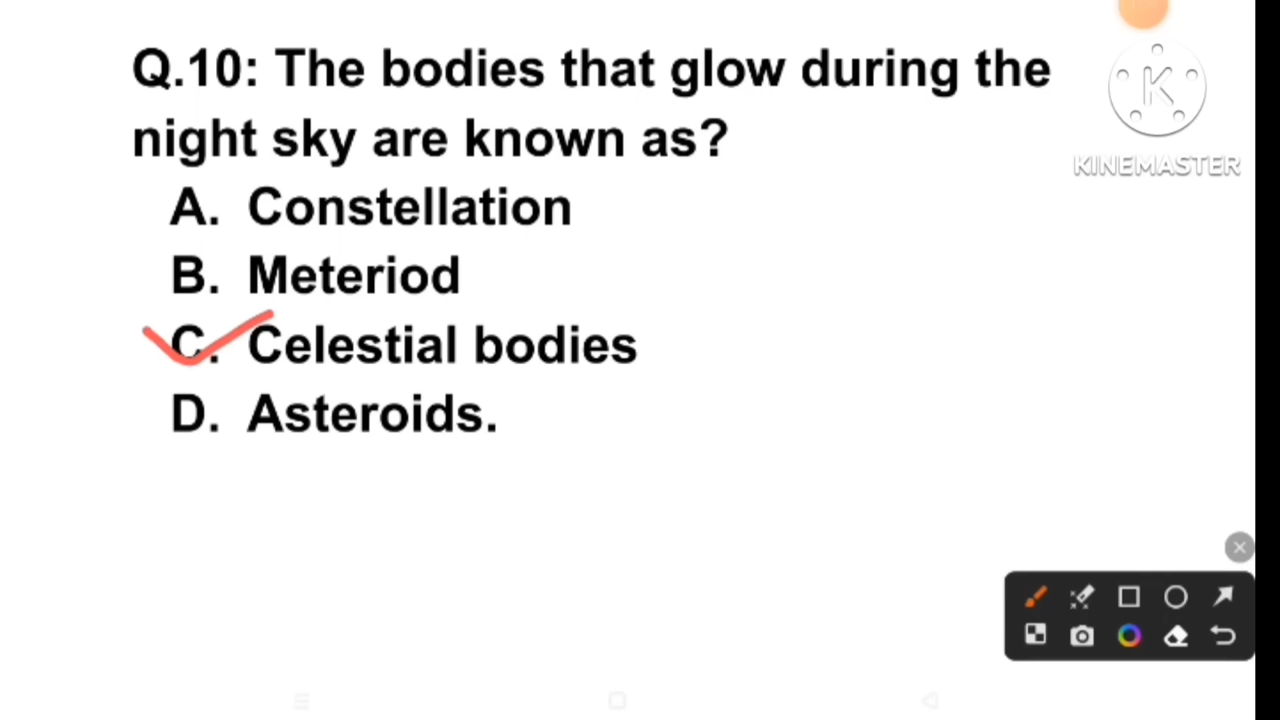 Q.10: The bodies that glow during the
night sky are known as?
A. Constellation
B. Meteriod
C. Celestial bodies
D. Asteroids.
K
KINEMASTER